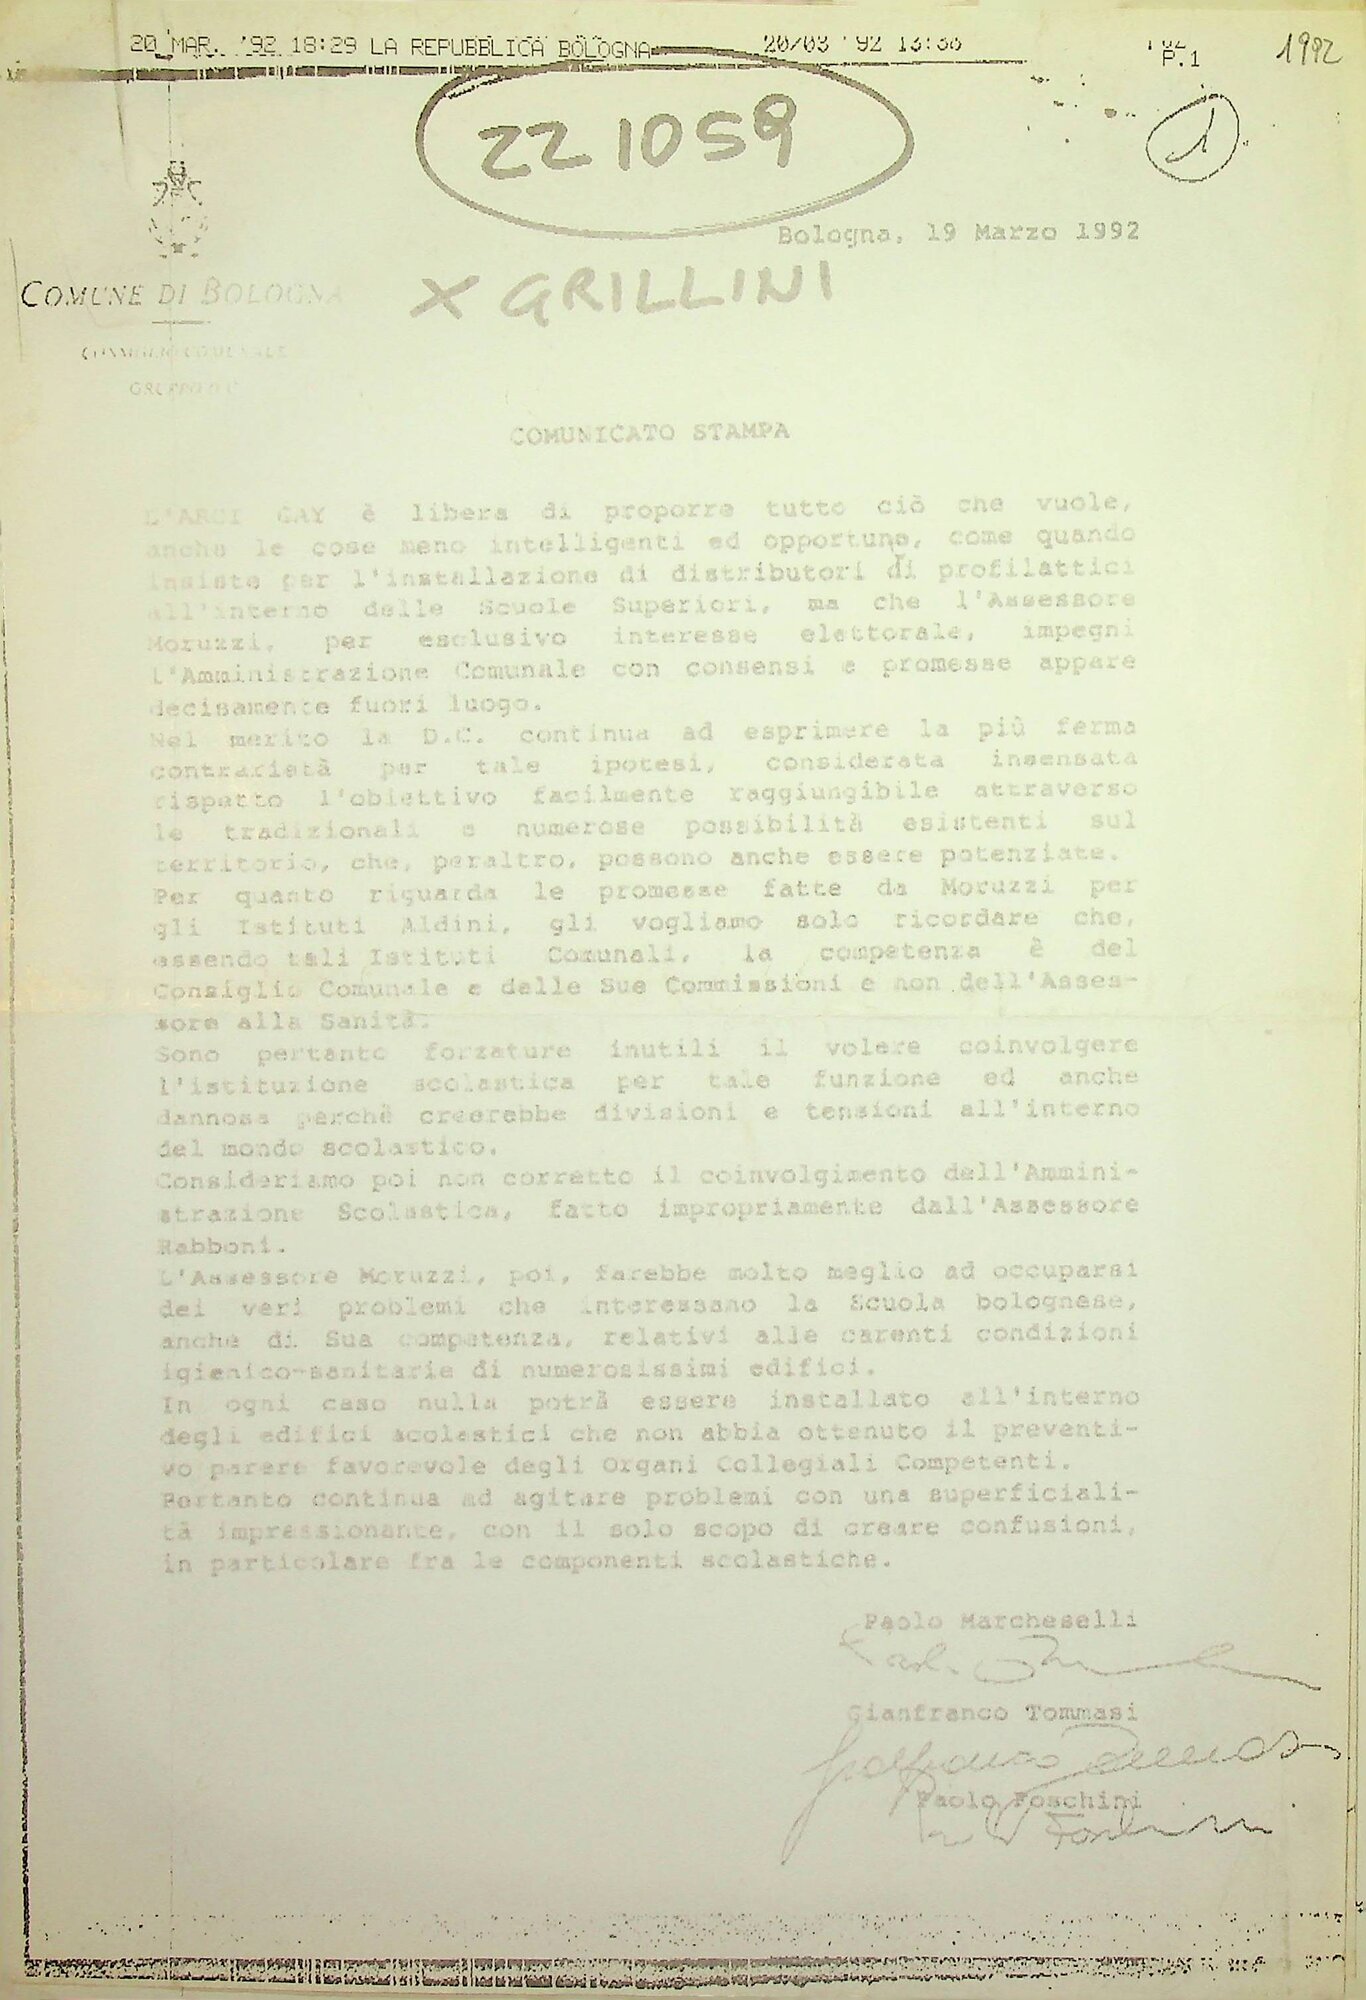 20 MAR. '92 18:29 LA REPUBBLICA BOLOGNA 20/03 '92 13:36 P.1 1992
1
22 10 59
Bologna, 19 Marzo 1992
X GRILLINI
COMUNE DI BOLOGNA
CONSIGLIO COMUNALE
GRUPPO D.C.
COMUNICATO STAMPA
L'ARCI GAY è libera di proporre tutto ciò che vuole,
anche le cose meno intelligenti ed opportune, come quando
insiste per l'installazione di distributori di profilattici
all'interno delle Scuole Superiori, ma che l'Assessore
Moruzzi, per esclusivo interesse elettorale, impegni
L'Amministrazione Comunale con consensi e promesse appare
decisamente fuori luogo.
Nel merito la D.C. continua ad esprimere la più ferma
contrarietà per tale ipotesi, considerata insensata
rispetto l'obiettivo facilmente raggiungibile attraverso
le tradizionali e numerose possibilità esistenti sul
territorio, che, peraltro, possono anche essere potenziate.
Per quanto riguarda le promesse fatte da Moruzzi per
gli Istituti Aldini, gli vogliamo solo ricordare che,
essendo tali Istituti Comunali, la competenza è del
Consiglio Comunale e delle Sue Commissioni e non dell'Asses-
sore alla Sanità.
Sono pertanto forzature inutili il volere coinvolgere
l'istituzione scolastica per tale funzione ed anche
dannosa perchè creerebbe divisioni e tensioni all'interno
del mondo scolastico.
Consideriamo poi non corretto il coinvolgimento dell'Ammini-
strazione Scolastica, fatto impropriamente dall'Assessore
Rabboni.
L'Assessore Moruzzi, poi, farebbe molto meglio ad occuparsi
dei veri problemi che interessano la Scuola bolognese,
anche di Sua competenza, relativi alle carenti condizioni
igienico-sanitarie di numerosissimi edifici.
In ogni caso nulla potrà essere installato all'interno
degli edifici scolastici che non abbia ottenuto il preventi-
vo parere favorevole degli Organi Collegiali Competenti.
Pertanto continua ad agitare problemi con una superficiali-
tà impressionante, con il solo scopo di creare confusioni,
in particolare fra le componenti scolastiche.
Paolo Marcheselli
Gianfranco Tommasi
Gianfranco Tommasi
Paolo Foschini
Paolo Foschini